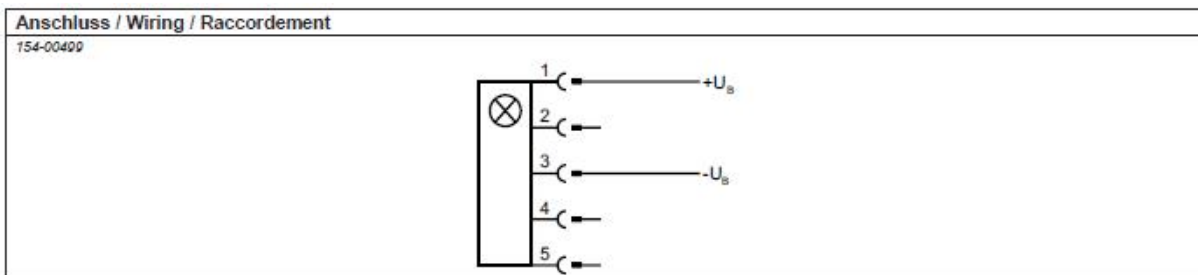 Anschluss / Wiring / Raccordement
154-00499
1 +UB
2
3 -UB
4
5